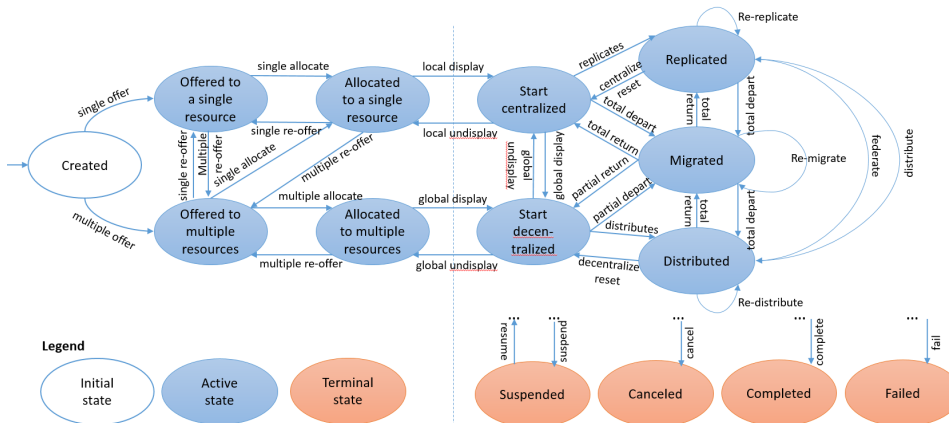 Re-replicate
Offered to
a single
resource
single allocate
Allocated
to a single
resource
local display
Start
centralized
replicates
centralize
reset
Replicated
single offer
single re-offer
local undisplay
total depart
total
return
total depart
Created
single re-offer
Multiple
re-offer
single allocate
multiple re-offer
global
undisplay
global display
total return
partial return
partial depart
Migrated
Re-migrate
federate
distribute
multiple offer
Offered to
multiple
resources
multiple allocate
Allocated
to multiple
resources
global display
Start
decen-
tralized
distributes
total
return
total depart
multiple re-offer
global undisplay
decentralize
reset
Distributed
Re-distribute
Legend
Initial
state
Active
state
Terminal
state
...
resume
...
suspend
Suspended
...
cancel
Canceled
...
complete
Completed
...
fail
Failed